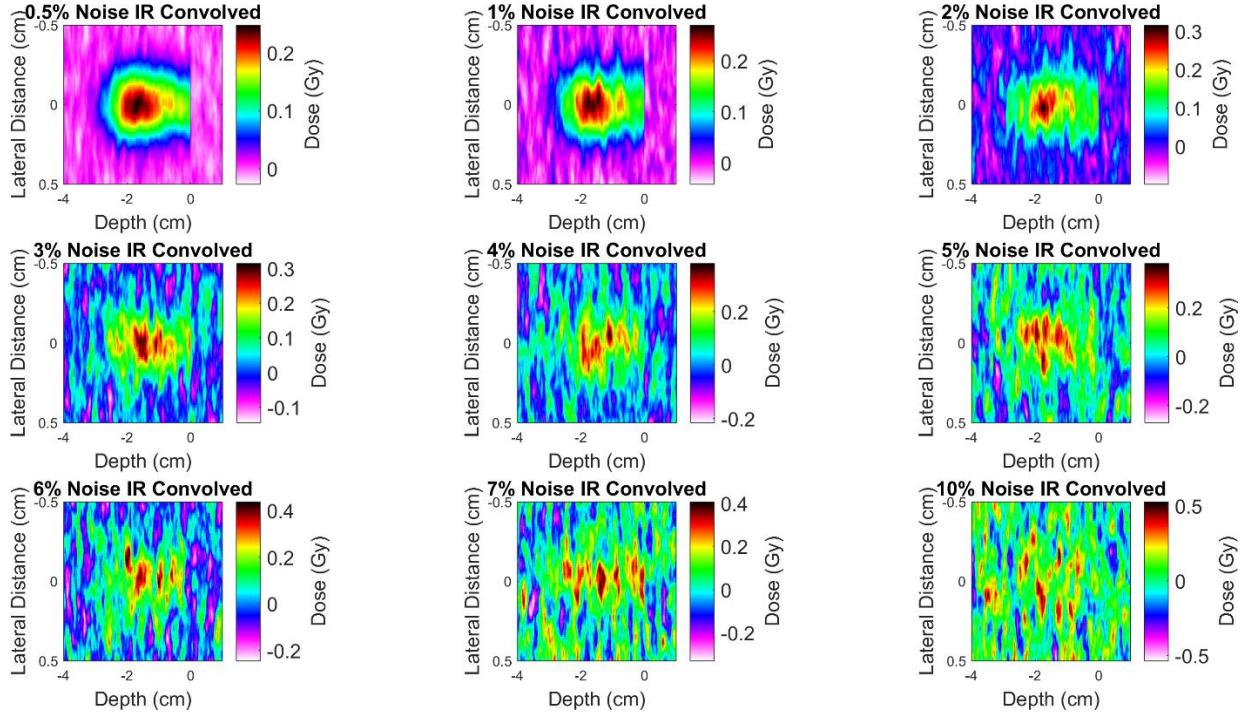 0.5% Noise IR Convolved
-0.5
0
0.5
-4
-2
0
Lateral Distance (cm)
Depth (cm)
0.2
0.1
0
Dose (Gy)
1% Noise IR Convolved
-0.5
0
0.5
-4
-2
0
Lateral Distance (cm)
Depth (cm)
0.2
0.1
0
Dose (Gy)
2% Noise IR Convolved
-0.5
0
0.5
-4
-2
0
Lateral Distance (cm)
Depth (cm)
0.3
0.2
0.1
0
Dose (Gy)
3% Noise IR Convolved
-0.5
0
0.5
-4
-2
0
Lateral Distance (cm)
Depth (cm)
0.3
0.2
0.1
0
-0.1
Dose (Gy)
4% Noise IR Convolved
-0.5
0
0.5
-4
-2
0
Lateral Distance (cm)
Depth (cm)
0.2
0
-0.2
Dose (Gy)
5% Noise IR Convolved
-0.5
0
0.5
-4
-2
0
Lateral Distance (cm)
Depth (cm)
0.2
0
-0.2
Dose (Gy)
6% Noise IR Convolved
-0.5
0
0.5
-4
-2
0
Lateral Distance (cm)
Depth (cm)
0.4
0.2
0
-0.2
Dose (Gy)
7% Noise IR Convolved
-0.5
0
0.5
-4
-2
0
Lateral Distance (cm)
Depth (cm)
0.4
0.2
0
-0.2
Dose (Gy)
10% Noise IR Convolved
-0.5
0
0.5
-4
-2
0
Lateral Distance (cm)
Depth (cm)
0.5
0
-0.5
Dose (Gy)